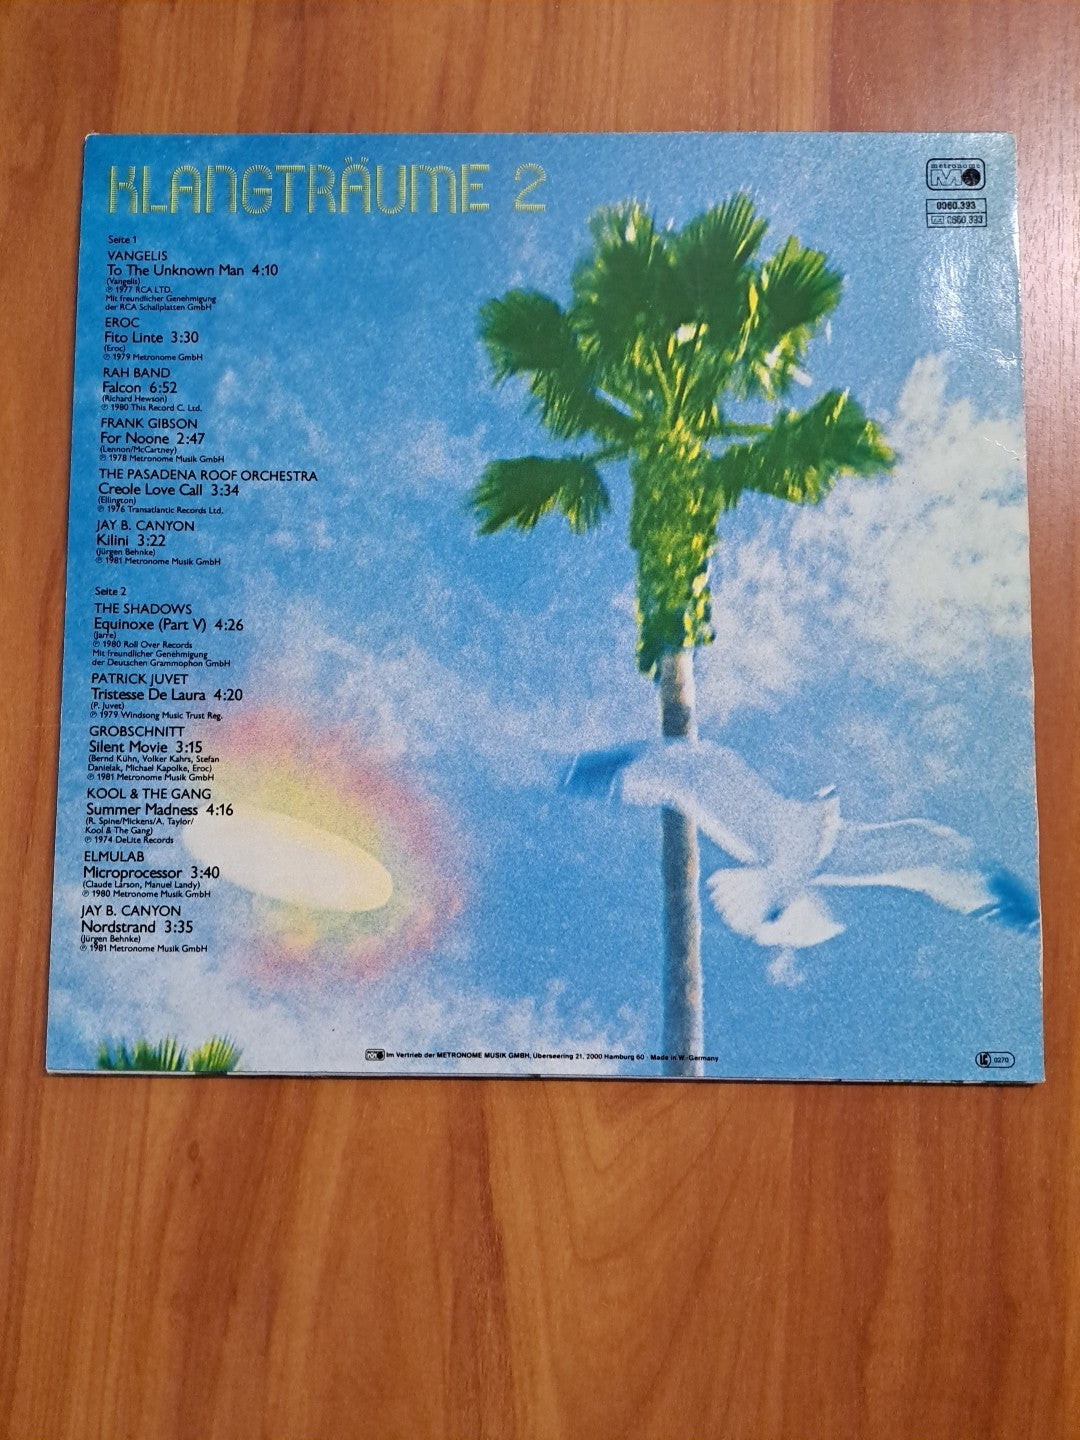 KLANGTRÄUME 2
metronome
M
0060.393
0060 393
Seite 1
VANGELIS
To The Unknown Man 4:10
(Vangelis)
℗ 1977 RCA LTD.
Mit freundlicher Genehmigung
der RCA Schallplatten GmbH
EROC
Fito Linte 3:30
(Eroc)
℗ 1979 Metronome GmbH
RAH BAND
Falcon 6:52
(Richard Hewson)
℗ 1980 This Record C. Ltd.
FRANK GIBSON
For Noone 2:47
(Lennon/McCartney)
℗ 1978 Metronome Musik GmbH
THE PASADENA ROOF ORCHESTRA
Creole Love Call 3:34
(Ellington)
℗ 1976 Transatlantic Records Ltd.
JAY B. CANYON
Kilini 3:22
(Jürgen Behnke)
℗ 1981 Metronome Musik GmbH
Seite 2
THE SHADOWS
Equinoxe (Part V) 4:26
(Jarre)
℗ 1980 Roll Over Records
Mit freundlicher Genehmigung
der Deutschen Grammophon GmbH
PATRICK JUVET
Tristesse De Laura 4:20
(P. Juvet)
℗ 1979 Windsong Music Trust Reg.
GROBSCHNITT
Silent Movie 3:15
(Bernd Kühn, Volker Kahrs, Stefan
Danielak, Michael Kapolke, Eroc)
℗ 1981 Metronome Musik GmbH
KOOL & THE GANG
Summer Madness 4:16
(R. Spine/Mickens/A. Taylor/
Kool & The Gang)
℗ 1974 DeLite Records
ELMULAB
Microprocessor 3:40
(Claude Larson, Manuel Landy)
℗ 1980 Metronome Musik GmbH
JAY B. CANYON
Nordstrand 3:35
(Jürgen Behnke)
℗ 1981 Metronome Musik GmbH
Im Vertrieb der METRONOME MUSIK GMBH, Überseering 21, 2000 Hamburg 60 · Made in W.-Germany
LC 0270